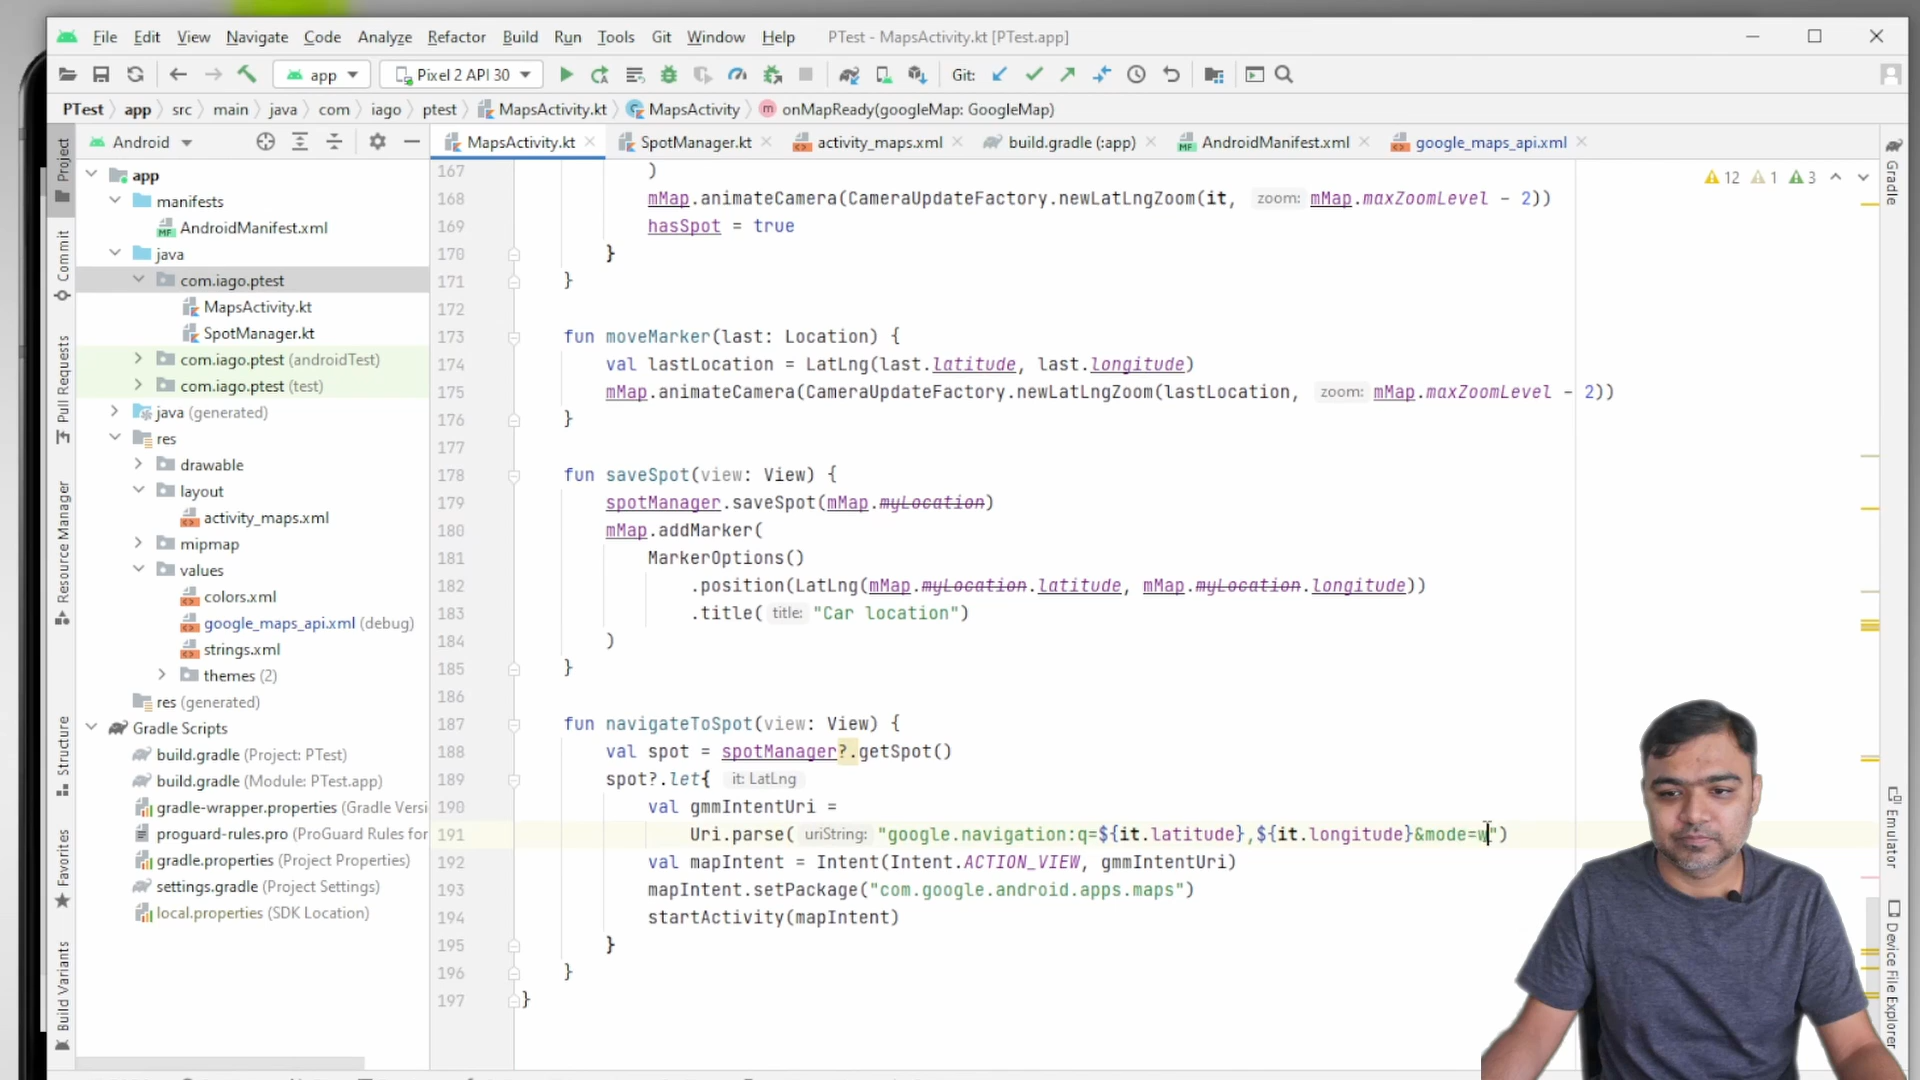 File Edit View Navigate Code Analyze Refactor Build Run Tools Git Window Help PTest - MapsActivity.kt [PTest.app]
app Pixel 2 API 30 Git:
PTest app src main java com iago ptest MapsActivity.kt MapsActivity onMapReady(googleMap: GoogleMap)
Android
MapsActivity.kt SpotManager.kt activity_maps.xml build.gradle (:app) AndroidManifest.xml google_maps_api.xml
12 1 3
Project
Commit
Pull Requests
Resource Manager
Structure
Favorites
Build Variants
app
manifests
AndroidManifest.xml
java
com.iago.ptest
MapsActivity.kt
SpotManager.kt
com.iago.ptest (androidTest)
com.iago.ptest (test)
java (generated)
res
drawable
layout
activity_maps.xml
mipmap
values
colors.xml
google_maps_api.xml (debug)
strings.xml
themes (2)
res (generated)
Gradle Scripts
build.gradle (Project: PTest)
build.gradle (Module: PTest.app)
gradle-wrapper.properties (Gradle Versi
proguard-rules.pro (ProGuard Rules for
gradle.properties (Project Properties)
settings.gradle (Project Settings)
local.properties (SDK Location)
167 )
168 mMap.animateCamera(CameraUpdateFactory.newLatLngZoom(it, zoom: mMap.maxZoomLevel - 2))
169 hasSpot = true
170 }
171 }
172
173 fun moveMarker(last: Location) {
174 val lastLocation = LatLng(last.latitude, last.longitude)
175 mMap.animateCamera(CameraUpdateFactory.newLatLngZoom(lastLocation, zoom: mMap.maxZoomLevel - 2))
176 }
177
178 fun saveSpot(view: View) {
179 spotManager.saveSpot(mMap.myLocation)
180 mMap.addMarker(
181 MarkerOptions()
182 .position(LatLng(mMap.myLocation.latitude, mMap.myLocation.longitude))
183 .title( title: "Car location")
184 )
185 }
186
187 fun navigateToSpot(view: View) {
188 val spot = spotManager?.getSpot()
189 spot?.let{ it: LatLng
190 val gmmIntentUri =
191 Uri.parse( uriString: "google.navigation:q=${it.latitude},${it.longitude}&mode=w")
192 val mapIntent = Intent(Intent.ACTION_VIEW, gmmIntentUri)
193 mapIntent.setPackage("com.google.android.apps.maps")
194 startActivity(mapIntent)
195 }
196 }
197 }
Gradle
Emulator
Device File Explorer